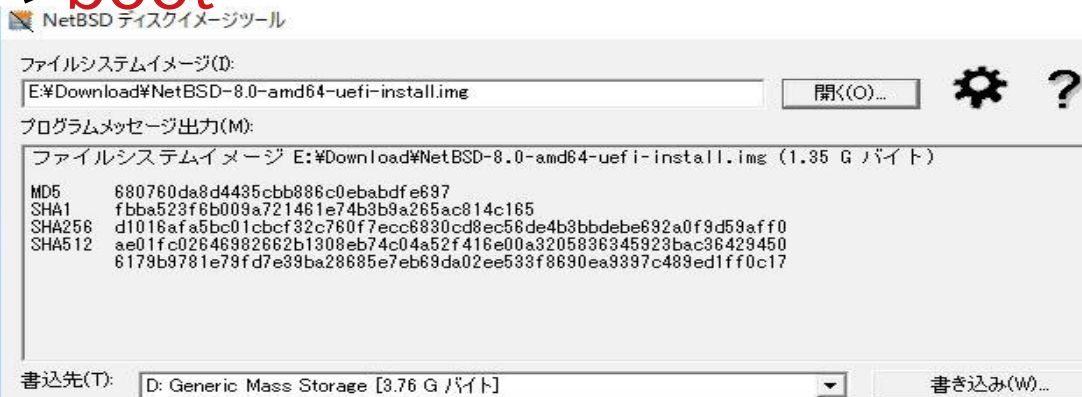 boot
NetBSD ディスクイメージツール
ファイルシステムイメージ(I):
E:¥Download¥NetBSD-8.0-amd64-uefi-install.img
開く(O)...
?
プログラムメッセージ出力(M):
ファイルシステムイメージ E:¥Download¥NetBSD-8.0-amd64-uefi-install.img (1.35 G バイト)
MD5 680760da8d4435cbb886c0ebabdfe697
SHA1 fbba523f6b009a721461e74b3b9a265ac814c165
SHA256 d1016afa5bc01cbcf32c760f7ecc6830cd8ec56de4b3bbdebe692a0f9d59aff0
SHA512 ae01fc02646982662b1308eb74c04a52f416e00a3205836345923bac36429450
6179b9781e79fd7e39ba28685e7eb69da02ee533f8690ea9397c489ed1ff0c17
書込先(T):
D: Generic Mass Storage [3.76 G バイト]
書き込み(W)...